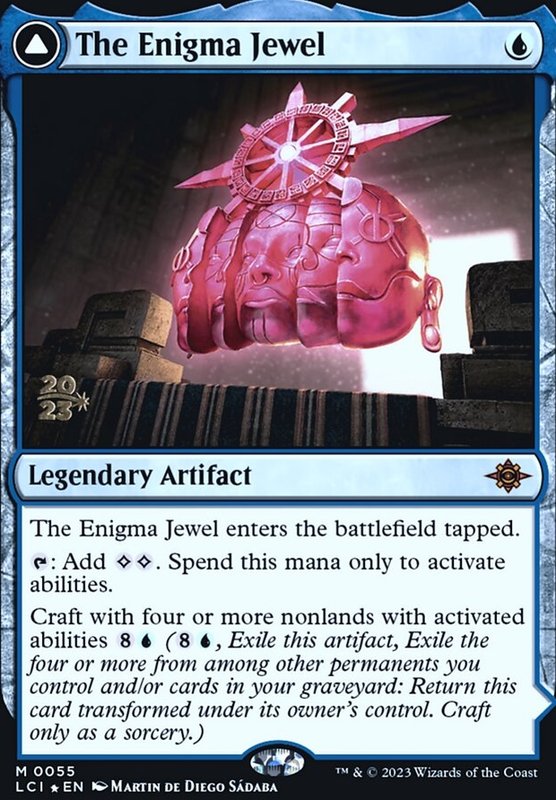 The Enigma Jewel
20
23
Legendary Artifact
The Enigma Jewel enters the battlefield tapped.
: Add . Spend this mana only to activate
abilities.
Craft with four or more nonlands with activated
abilities 8 (8 , Exile this artifact, Exile the
four or more from among other permanents you
control and/or cards in your graveyard: Return this
card transformed under its owner's control. Craft
only as a sorcery.)
M 0055
LCI ★ EN Martin de Diego Sádaba
™ & © 2023 Wizards of the Coast